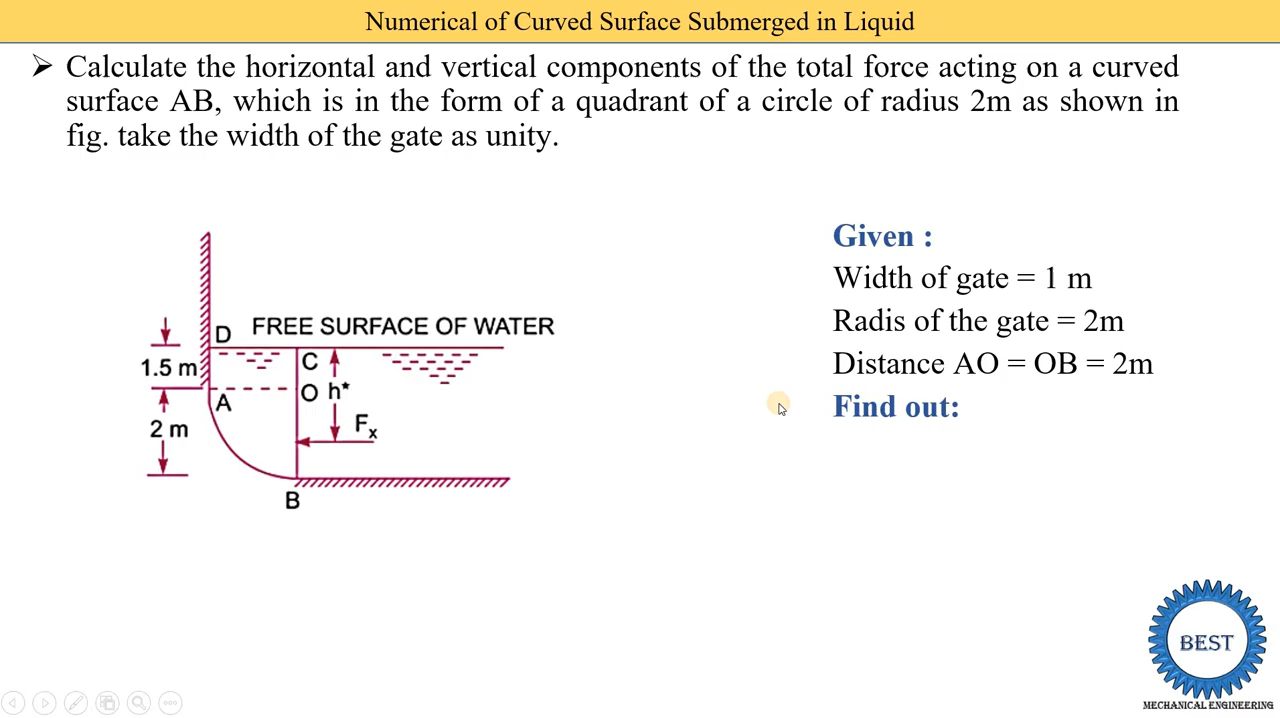 Numerical of Curved Surface Submerged in Liquid
➢ Calculate the horizontal and vertical components of the total force acting on a curved
surface AB, which is in the form of a quadrant of a circle of radius 2m as shown in
fig. take the width of the gate as unity.
Given :
Width of gate = 1 m
Radis of the gate = 2m
Distance AO = OB = 2m
Find out:
D FREE SURFACE OF WATER
1.5 m C
A O h*
2 m Fx
B
BEST
MECHANICAL ENGINEERING